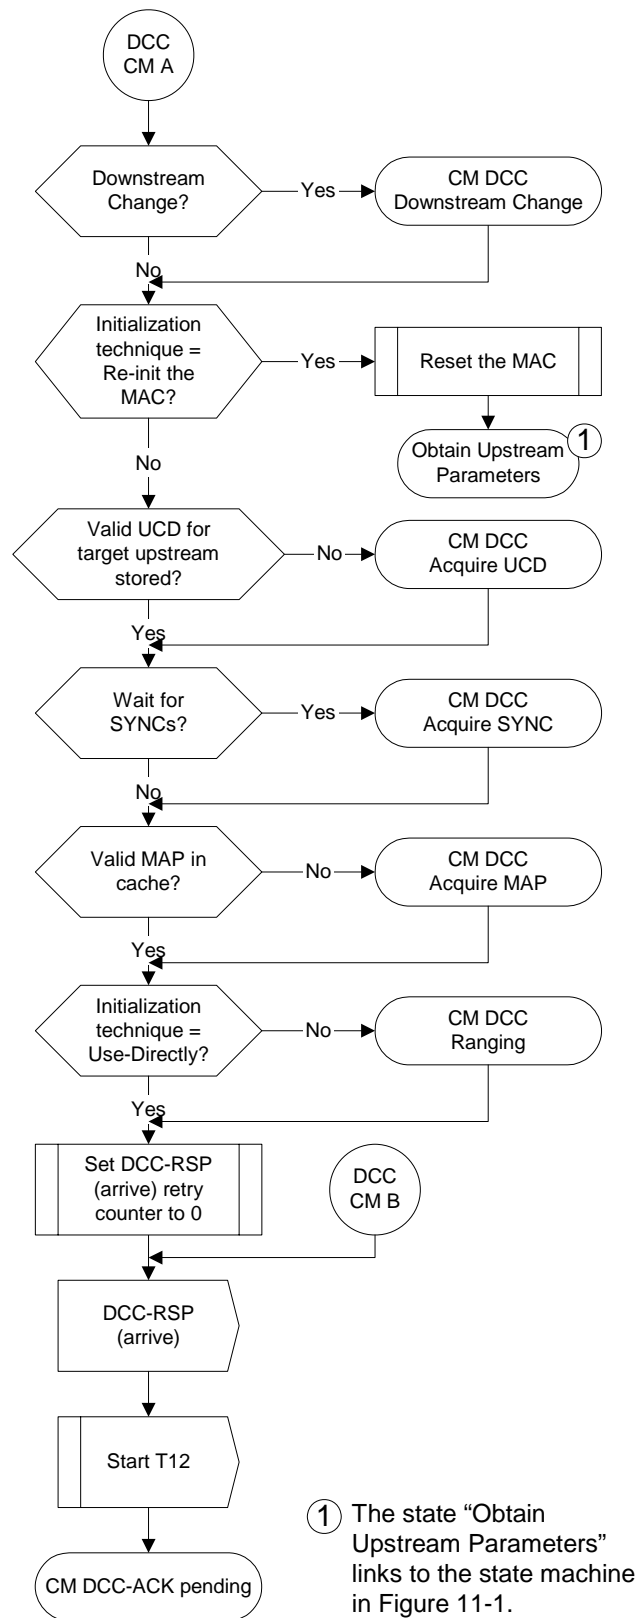 DCC
CM A
Downstream
Change?
Yes
CM DCC
Downstream Change
No
Initialization
technique =
Re-init the
MAC?
Yes
Reset the MAC
Obtain Upstream
Parameters
1
No
Valid UCD for
target upstream
stored?
No
CM DCC
Acquire UCD
Yes
Wait for
SYNCs?
Yes
CM DCC
Acquire SYNC
No
Valid MAP in
cache?
No
CM DCC
Acquire MAP
Yes
Initialization
technique =
Use-Directly?
No
CM DCC
Ranging
Yes
Set DCC-RSP
(arrive) retry
counter to 0
DCC
CM B
DCC-RSP
(arrive)
Start T12
CM DCC-ACK pending
1 The state “Obtain
Upstream Parameters”
links to the state machine
in Figure 11-1.